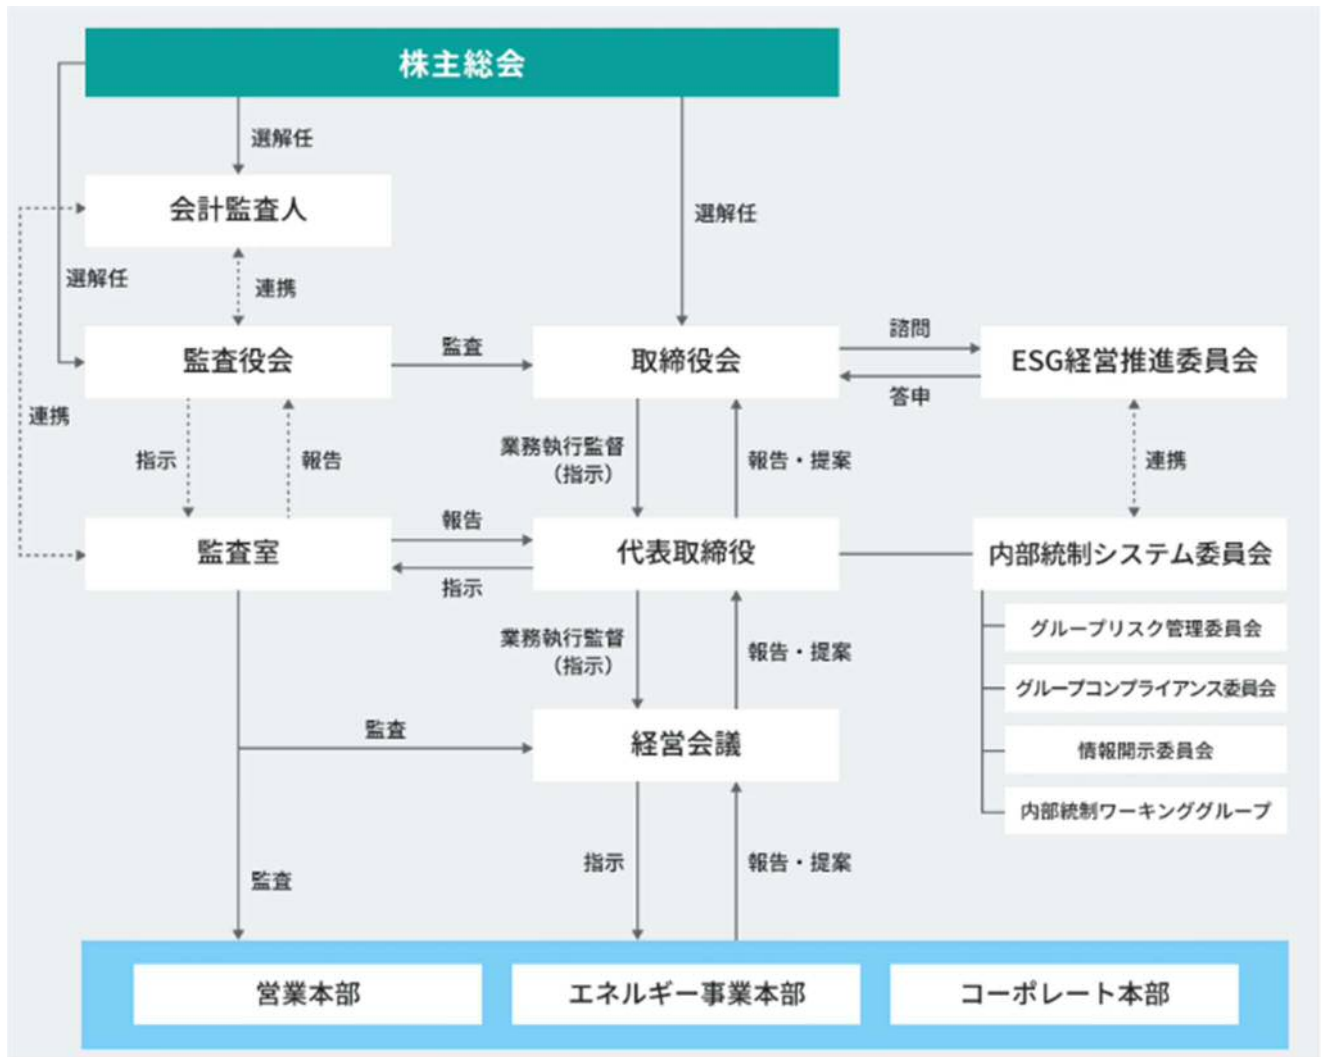 株主総会
選解任
会計監査人
選解任
選解任
連携
監査役会
監査
取締役会
諮問
答申
ESG経営推進委員会
連携
指示
報告
業務執行監督
（指示）
報告・提案
連携
監査室
報告
指示
代表取締役
内部統制システム委員会
グループリスク管理委員会
グループコンプライアンス委員会
情報開示委員会
内部統制ワーキンググループ
業務執行監督
（指示）
報告・提案
監査
経営会議
監査
指示
報告・提案
営業本部
エネルギー事業本部
コーポレート本部